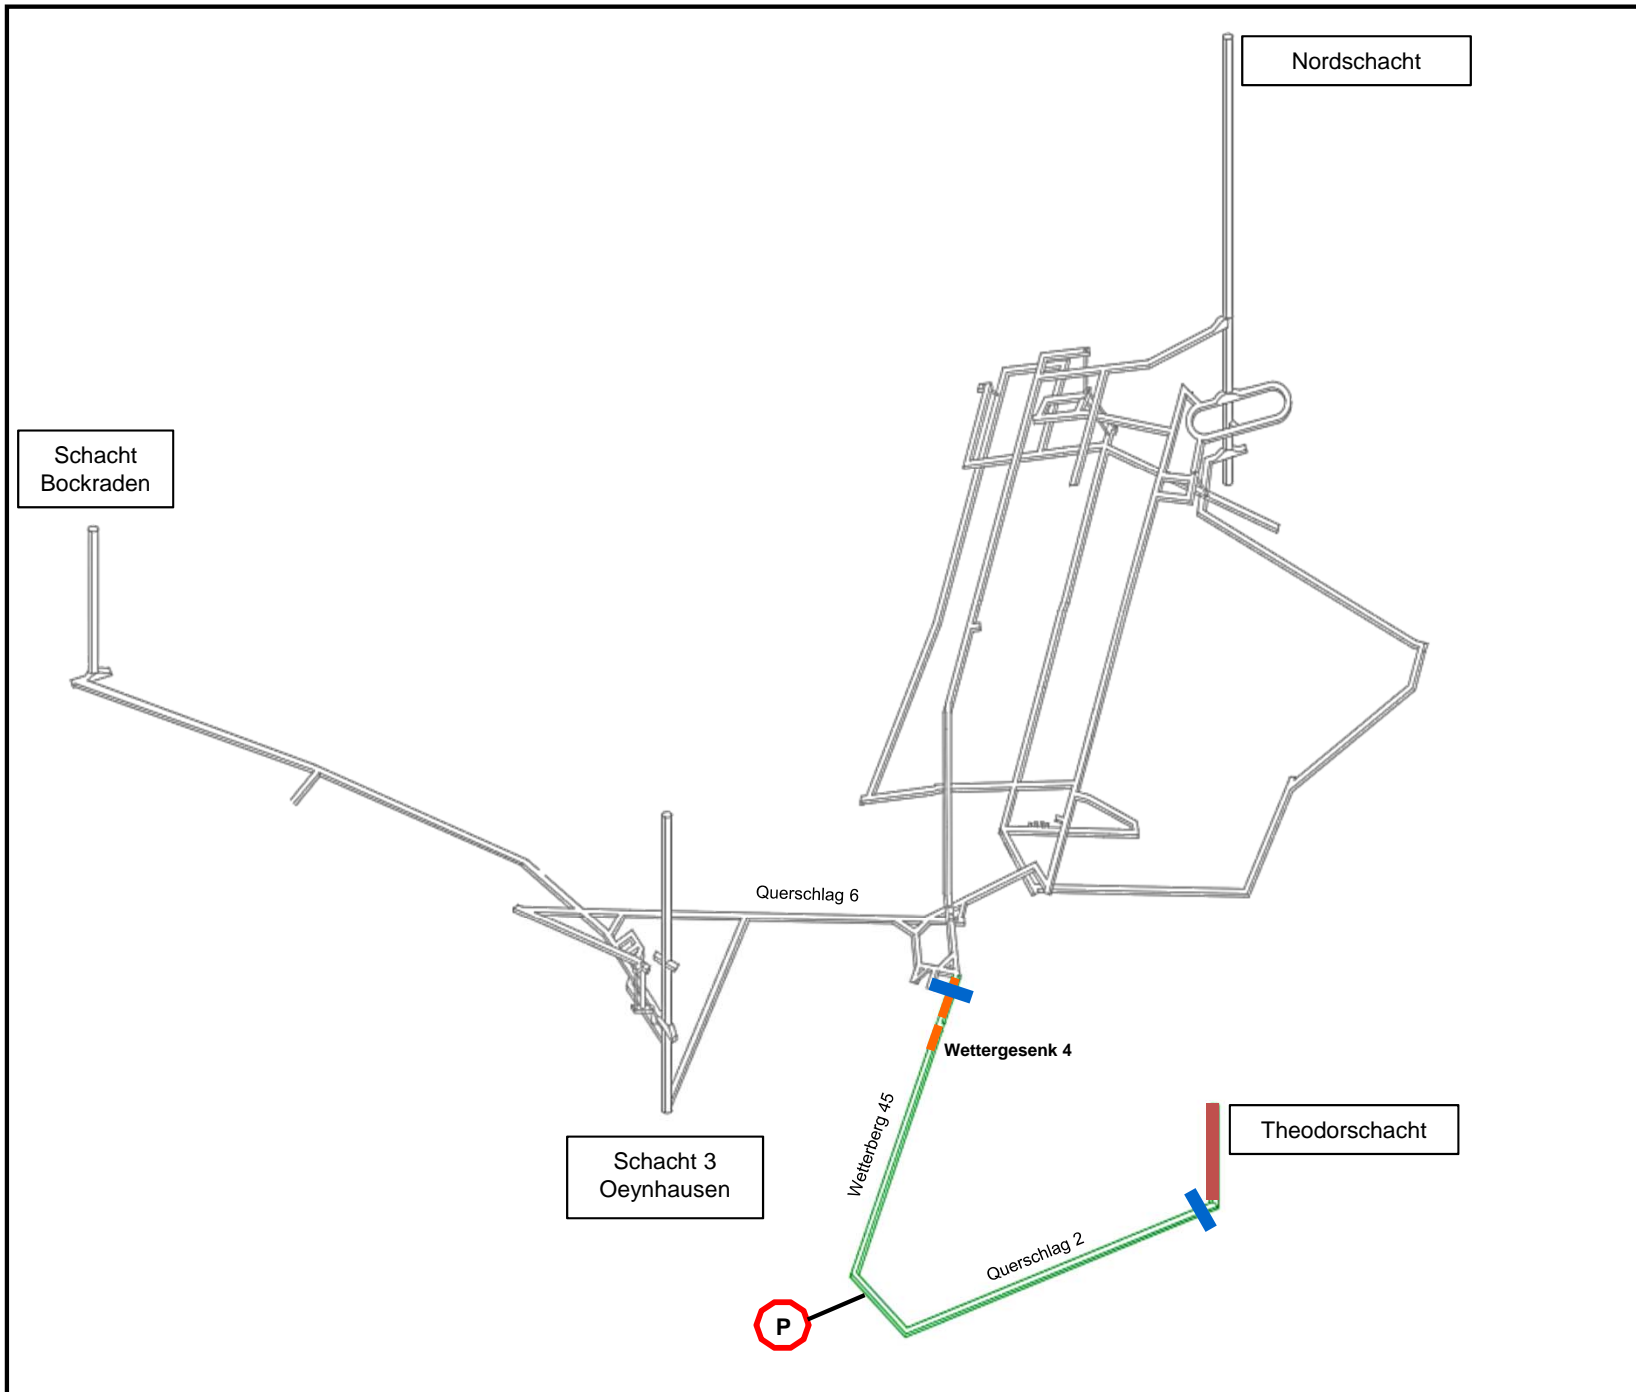 Nordschacht
Schacht
Bockraden
Querschlag 6
Wettergesenk 4
Wetterberg 45
Theodorschacht
Schacht 3
Oeynhausen
Querschlag 2
P